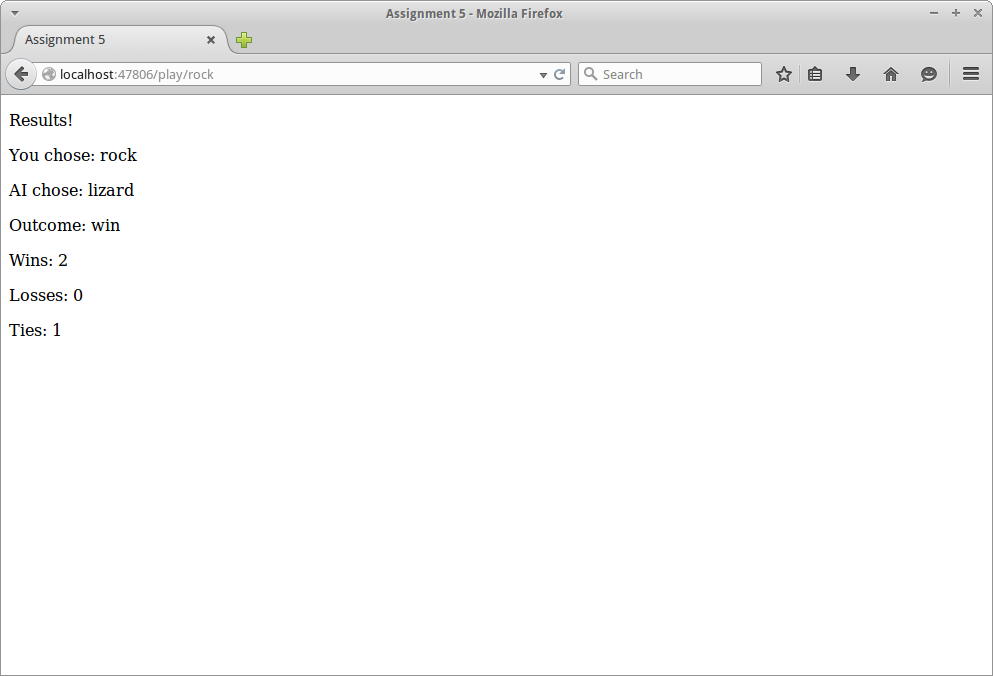 Assignment 5 - Mozilla Firefox
Assignment 5
localhost:47806/play/rock
Search
Results!
You chose: rock
AI chose: lizard
Outcome: win
Wins: 2
Losses: 0
Ties: 1